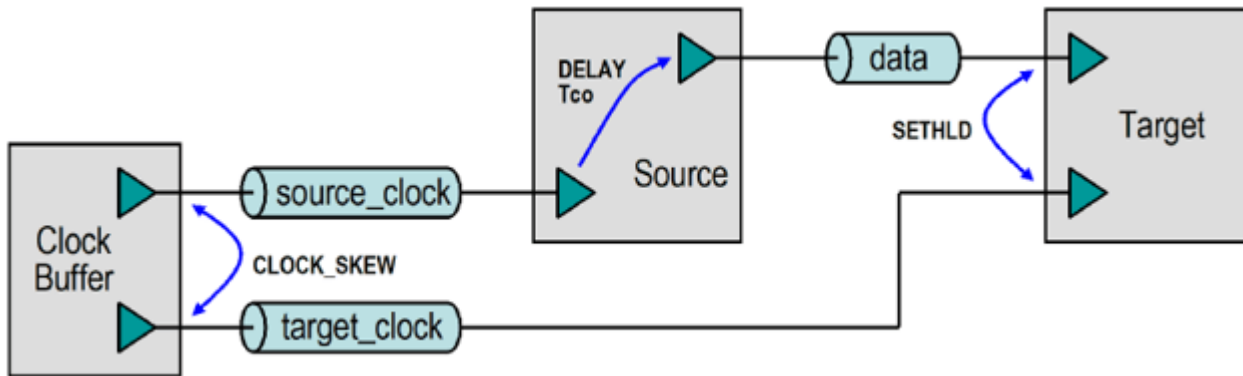 DELAY
Tco
data
SETHLD
Target
Source
source_clock
Clock
Buffer
CLOCK_SKEW
target_clock